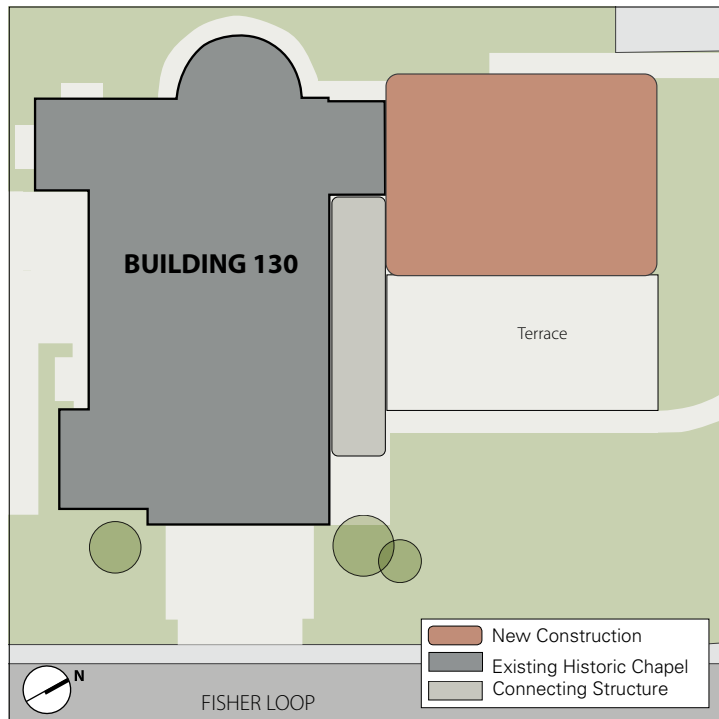 BUILDING 130
Terrace
New Construction
Existing Historic Chapel
Connecting Structure
N
FISHER LOOP